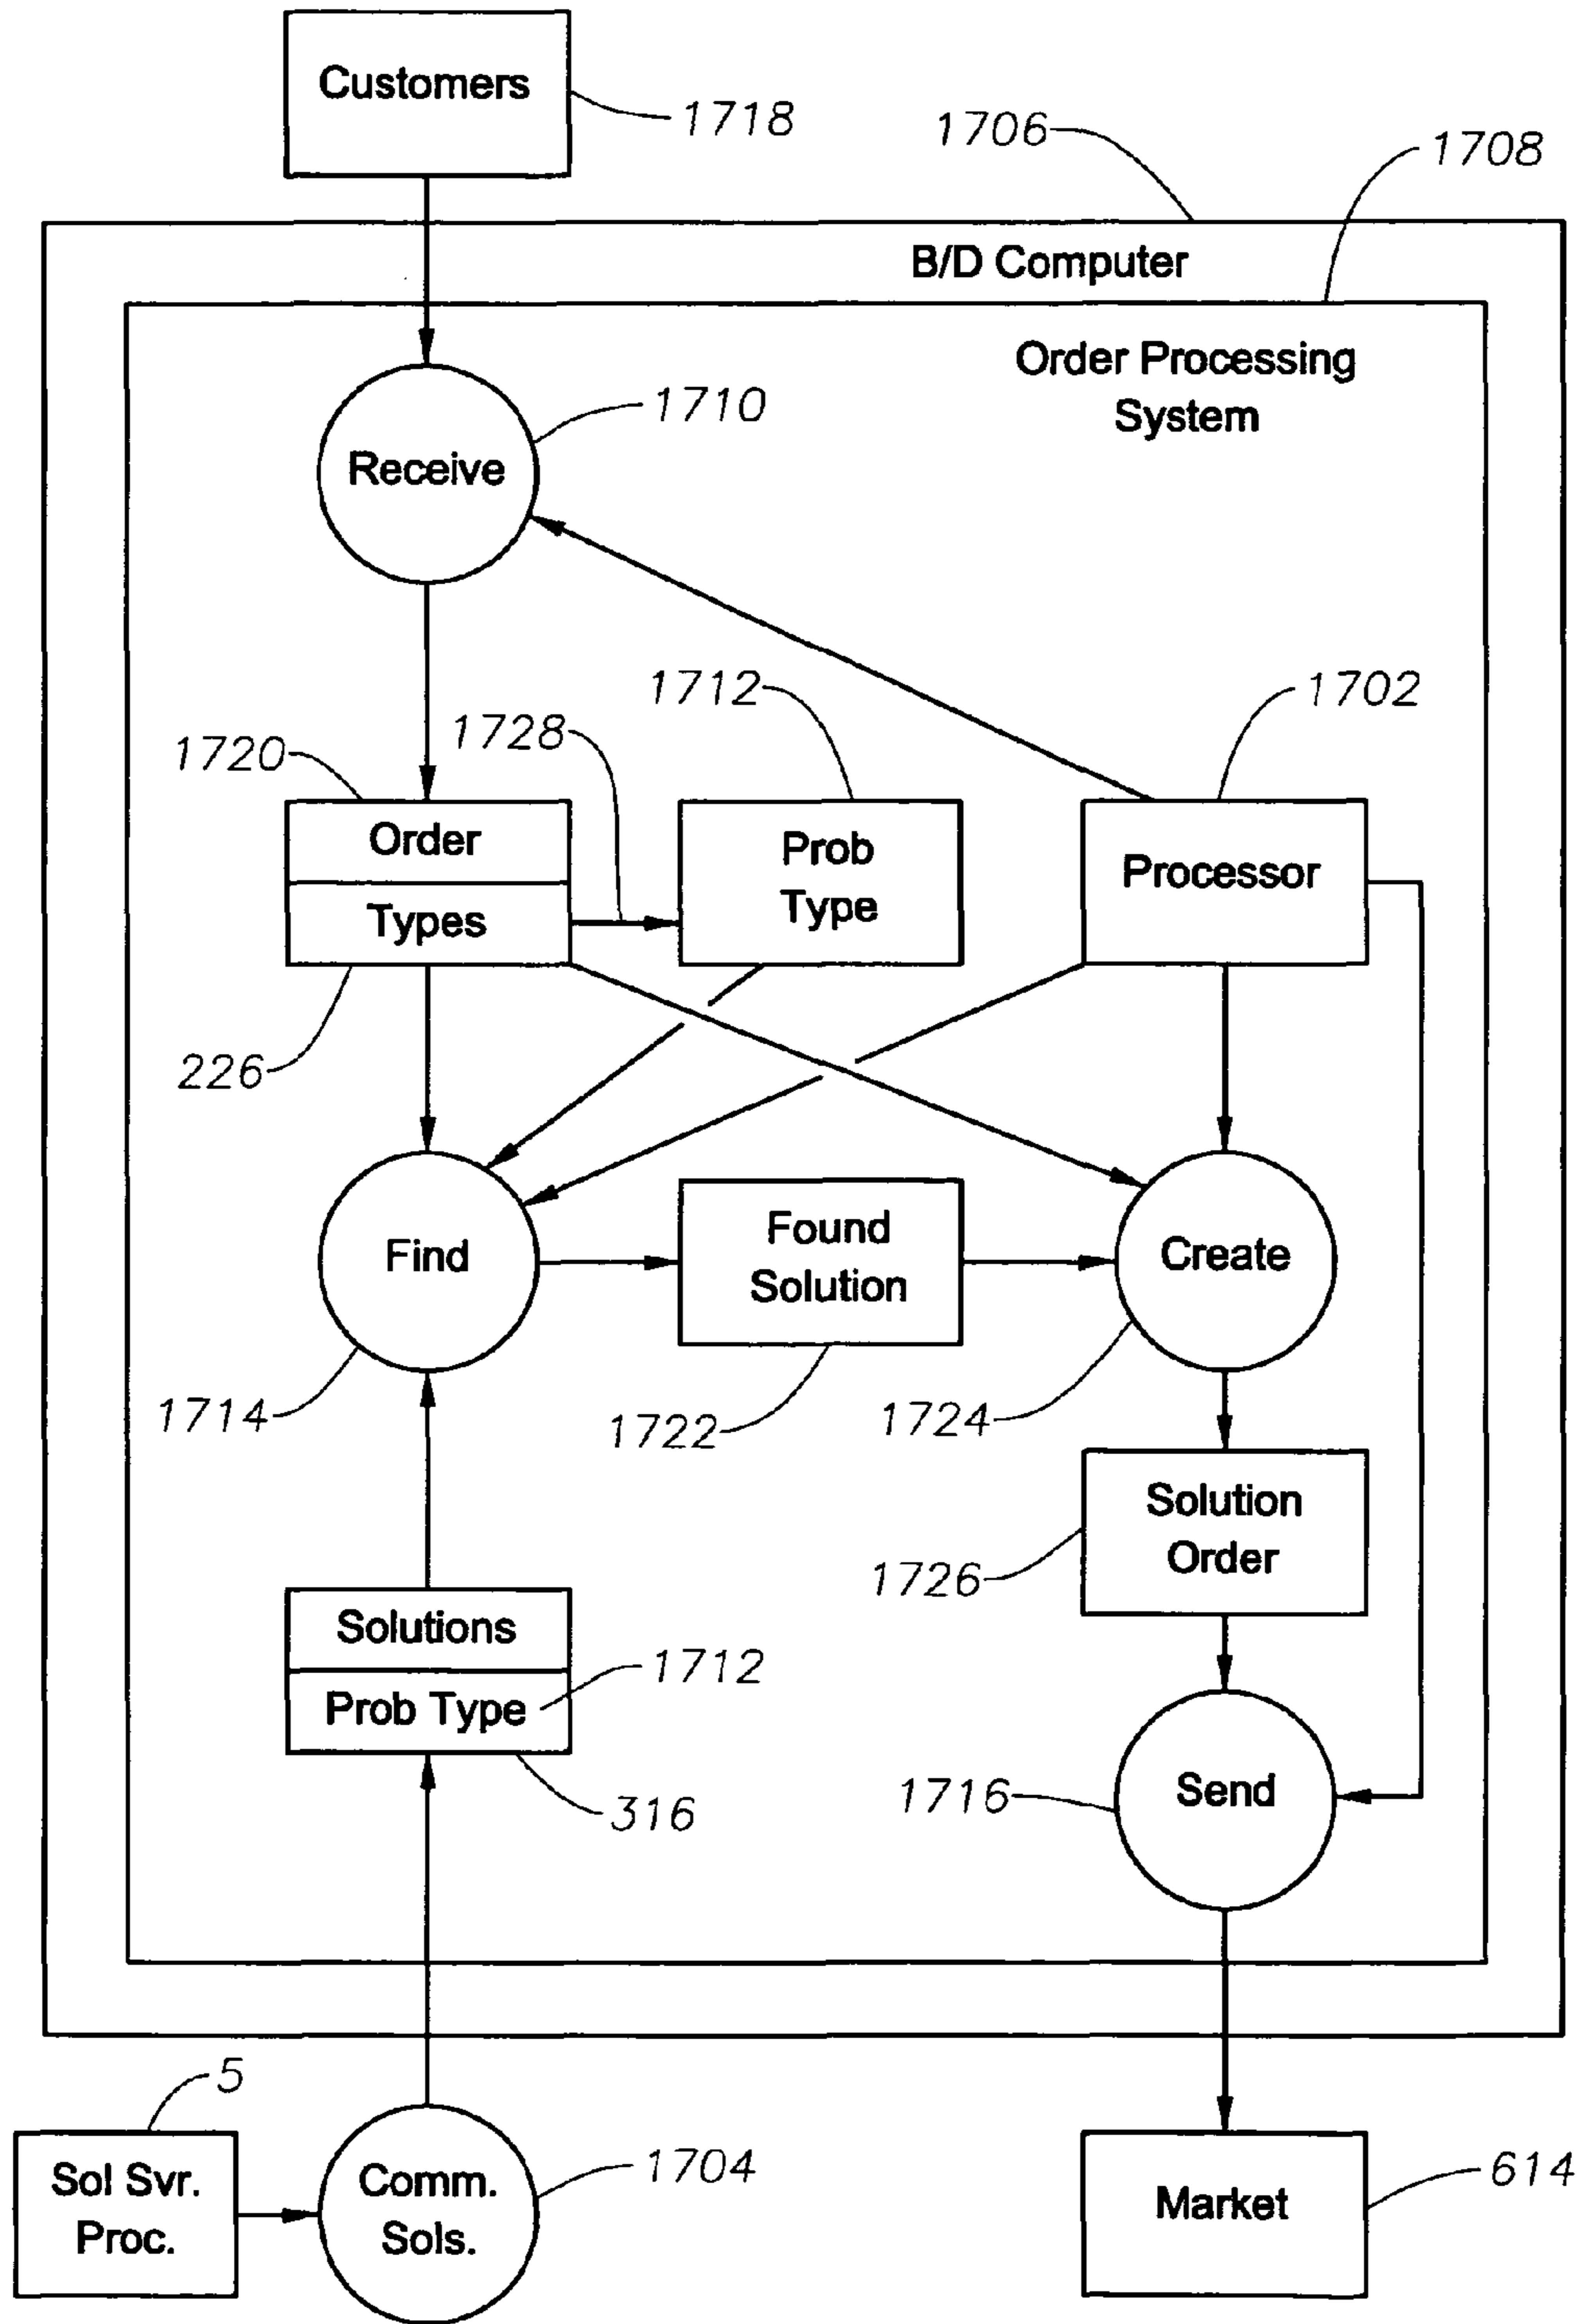 Customers
1718
1706
1708
B/D Computer
Order Processing
System
1710
Receive
1712
1702
1728
1720
Order
Types
Prob
Type
Processor
226
Find
Found
Solution
Create
1714
1722
1724
Solution
Order
1726
Solutions
1712
Prob Type
316
1716
Send
5
Sol Svr.
Proc.
Comm.
Sols.
1704
Market
614